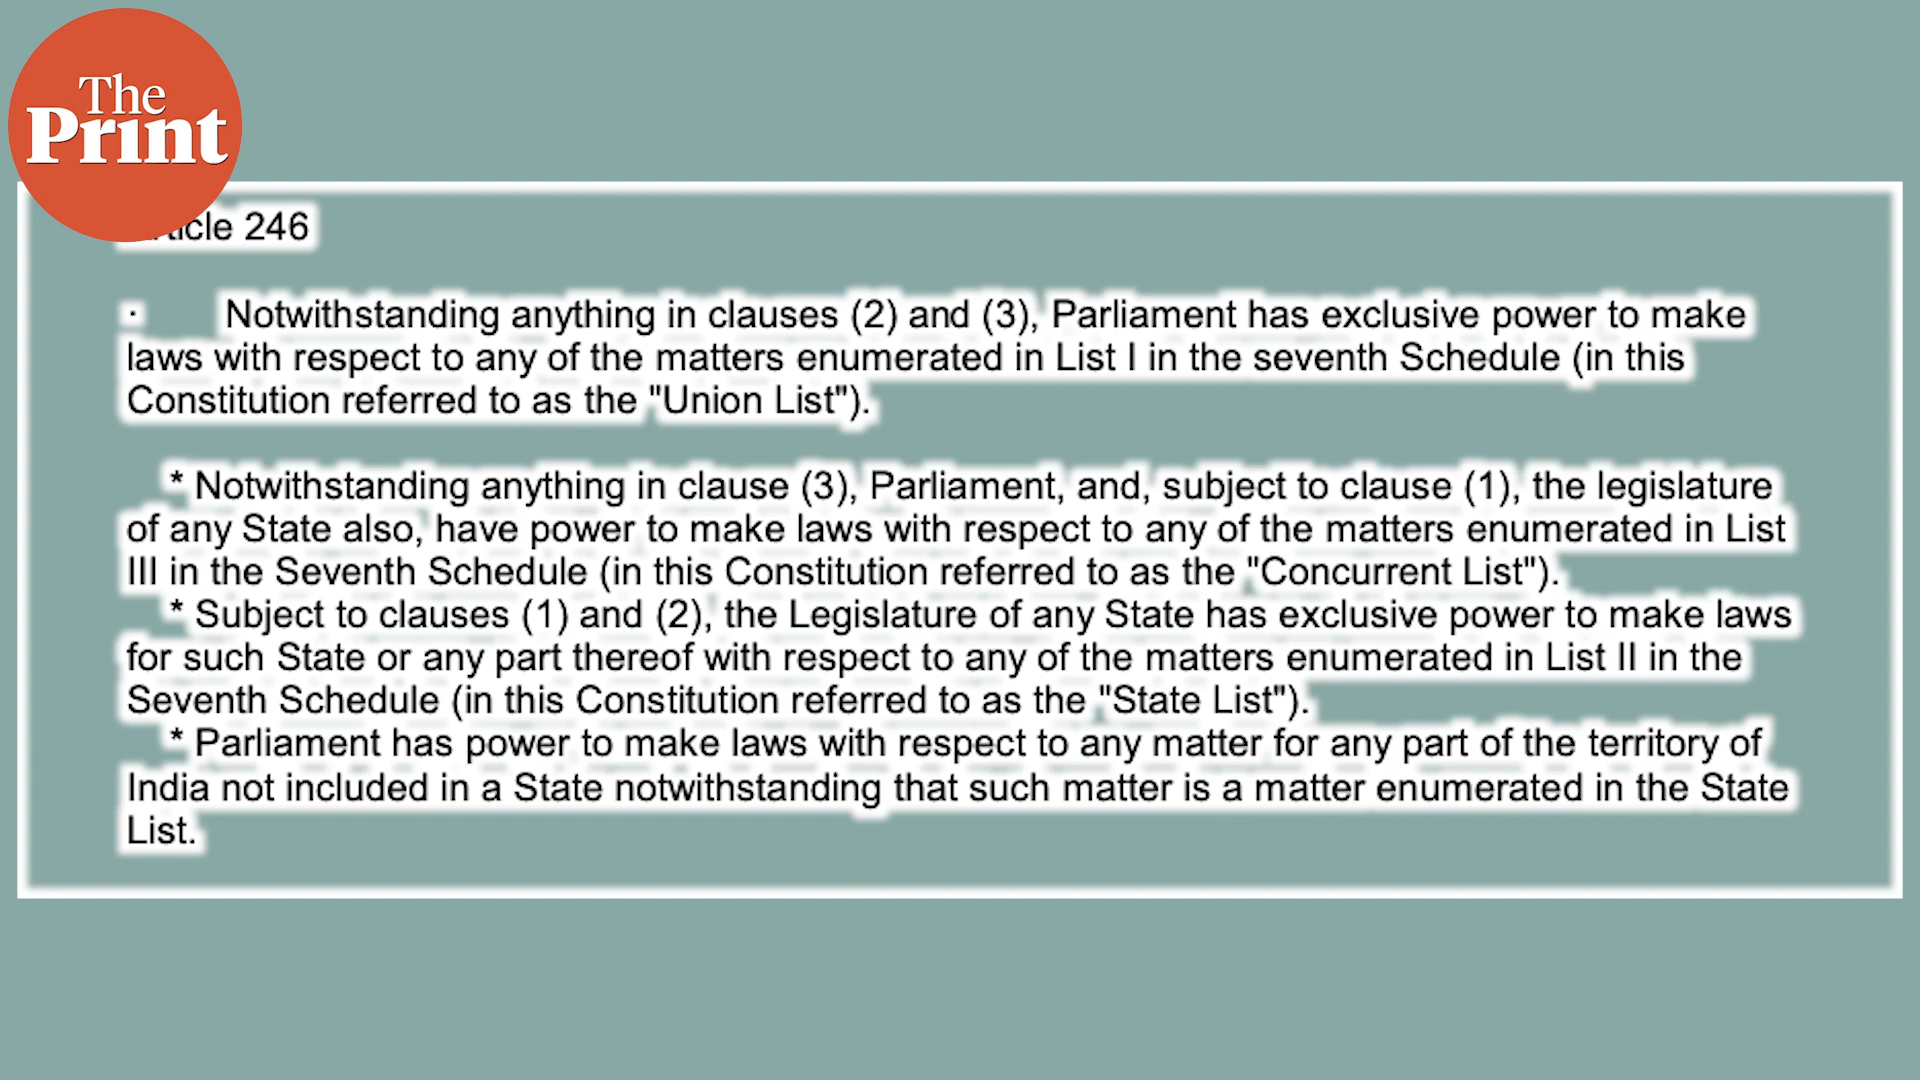 The
Print
Article 246
· Notwithstanding anything in clauses (2) and (3), Parliament has exclusive power to make
laws with respect to any of the matters enumerated in List I in the seventh Schedule (in this
Constitution referred to as the "Union List").
* Notwithstanding anything in clause (3), Parliament, and, subject to clause (1), the legislature
of any State also, have power to make laws with respect to any of the matters enumerated in List
III in the Seventh Schedule (in this Constitution referred to as the "Concurrent List").
* Subject to clauses (1) and (2), the Legislature of any State has exclusive power to make laws
for such State or any part thereof with respect to any of the matters enumerated in List II in the
Seventh Schedule (in this Constitution referred to as the "State List").
* Parliament has power to make laws with respect to any matter for any part of the territory of
India not included in a State notwithstanding that such matter is a matter enumerated in the State
List.